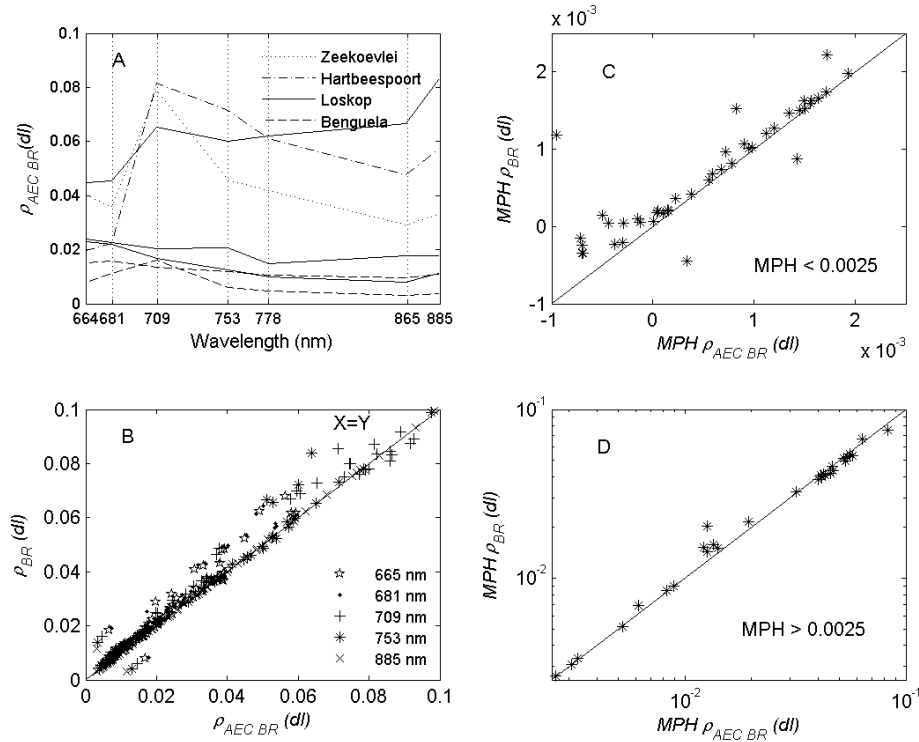 A
Zeekoevlei
Hartbeespoort
Loskop
Benguela
0.1
0.08
0.06
0.04
0.02
0
664 681 709 753 778 865 885
Wavelength (nm)
ρAEC BR (dl)
x 10-3
C
2
1
0
-1
-1 0 1 2
x 10-3
MPH < 0.0025
MPH ρBR (dl)
MPH ρAEC BR (dl)
B
X=Y
0.1
0.08
0.06
0.04
0.02
0
0 0.02 0.04 0.06 0.08 0.1
665 nm
681 nm
709 nm
753 nm
885 nm
ρBR (dl)
ρAEC BR (dl)
D
10-1
10-2
10-2 10-1
MPH > 0.0025
MPH ρBR (dl)
MPH ρAEC BR (dl)